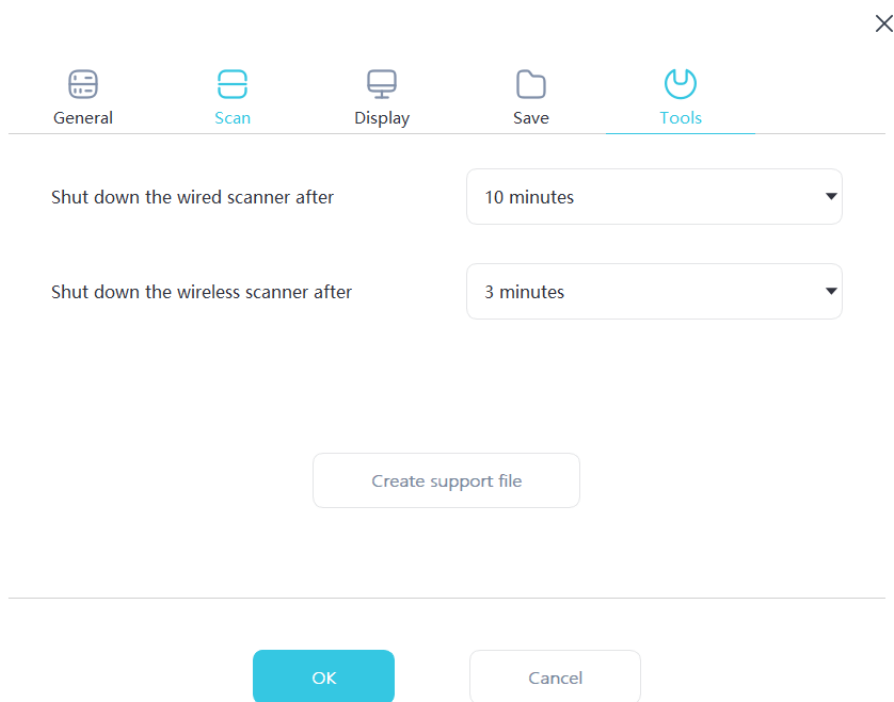 General
Scan
Display
Save
Tools
Shut down the wired scanner after
10 minutes
Shut down the wireless scanner after
3 minutes
Create support file
OK
Cancel